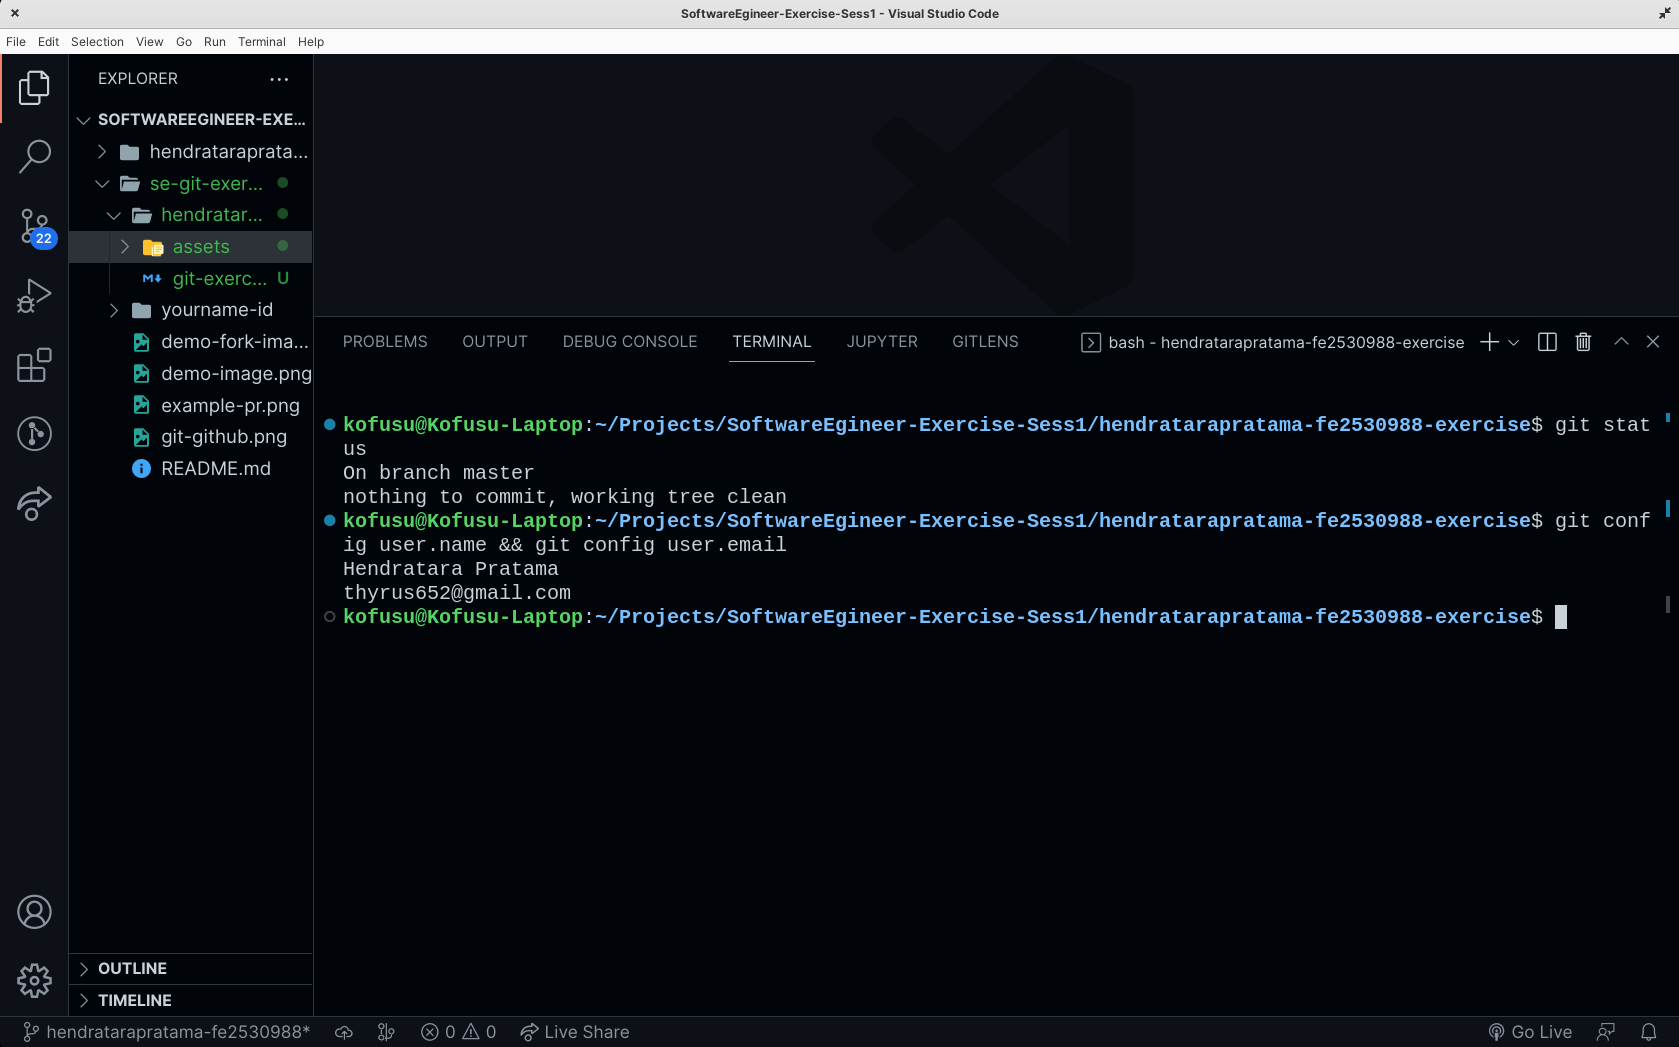 SoftwareEgineer-Exercise-Sess1 - Visual Studio Code
File Edit Selection View Go Run Terminal Help
EXPLORER
SOFTWAREEGINEER-EXE...
hendrataraprata...
se-git-exer...
hendratar...
assets
git-exerc... U
yourname-id
demo-fork-ima...
demo-image.png
example-pr.png
git-github.png
README.md
22
OUTLINE
TIMELINE
PROBLEMS OUTPUT DEBUG CONSOLE TERMINAL JUPYTER GITLENS bash - hendratarapratama-fe2530988-exercise
kofusu@Kofusu-Laptop:~/Projects/SoftwareEgineer-Exercise-Sess1/hendratarapratama-fe2530988-exercise$ git stat
us
On branch master
nothing to commit, working tree clean
kofusu@Kofusu-Laptop:~/Projects/SoftwareEgineer-Exercise-Sess1/hendratarapratama-fe2530988-exercise$ git conf
ig user.name && git config user.email
Hendratara Pratama
thyrus652@gmail.com
kofusu@Kofusu-Laptop:~/Projects/SoftwareEgineer-Exercise-Sess1/hendratarapratama-fe2530988-exercise$
hendratarapratama-fe2530988* 0 0 Live Share Go Live